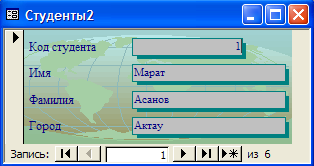 Студенты2
Код студента 1
Имя Марат
Фамилия Асанов
Город Актау
Запись: 1 из 6